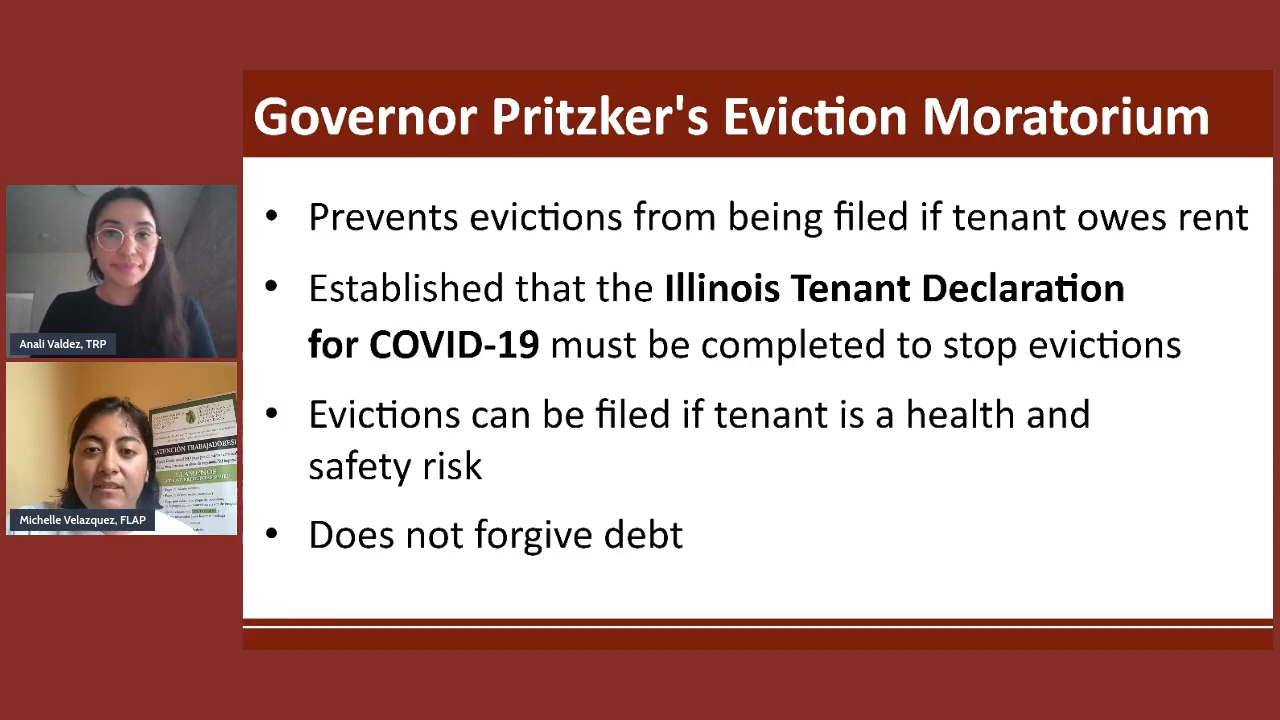 Governor Pritzker's Eviction Moratorium
• Prevents evictions from being filed if tenant owes rent
• Established that the Illinois Tenant Declaration
for COVID-19 must be completed to stop evictions
• Evictions can be filed if tenant is a health and
safety risk
• Does not forgive debt
Anali Valdez, TRP
ATENCIÓN TRABAJADORES
LLÁMENOS
Michelle Velazquez, FLAP